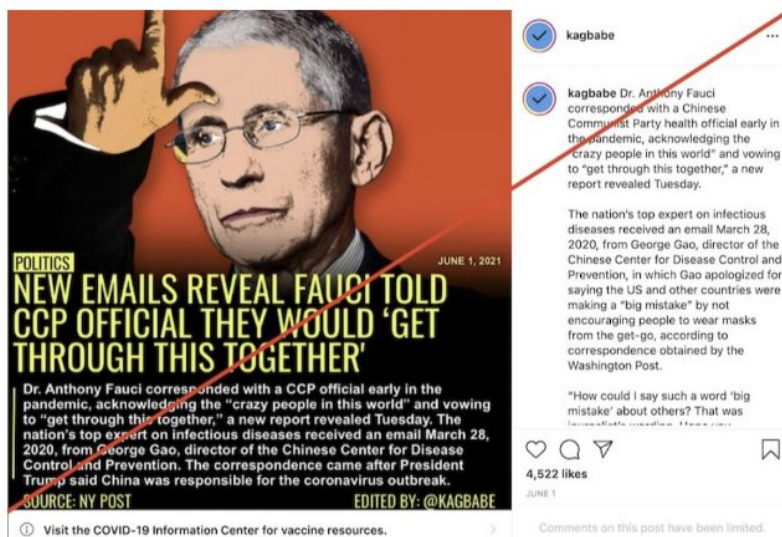 POLITICS
JUNE 1, 2021
NEW EMAILS REVEAL FAUCI TOLD
CCP OFFICIAL THEY WOULD ‘GET
THROUGH THIS TOGETHER’
Dr. Anthony Fauci corresponded with a CCP official early in the
pandemic, acknowledging the “crazy people in this world” and vowing
to “get through this together,” a new report revealed Tuesday. The
nation's top expert on infectious diseases received an email March 28,
2020, from George Gao, director of the Chinese Center for Disease
Control and Prevention. The correspondence came after President
Trump said China was responsible for the coronavirus outbreak.
SOURCE: NY POST
EDITED BY: @KAGBABE
Visit the COVID-19 Information Center for vaccine resources.
kagbabe
kagbabe Dr. Anthony Fauci
corresponded with a Chinese
Communist Party health official early in
the pandemic, acknowledging the
“crazy people in this world” and vowing
to “get through this together,” a new
report revealed Tuesday.
The nation's top expert on infectious
diseases received an email March 28,
2020, from George Gao, director of the
Chinese Center for Disease Control and
Prevention, in which Gao apologized for
saying the US and other countries were
making a “big mistake” by not
encouraging people to wear masks
from the get-go, according to
correspondence obtained by the
Washington Post.
“How could I say such a word ‘big
mistake’ about others? That was
4,522 likes
JUNE 1
Comments on this post have been limited.